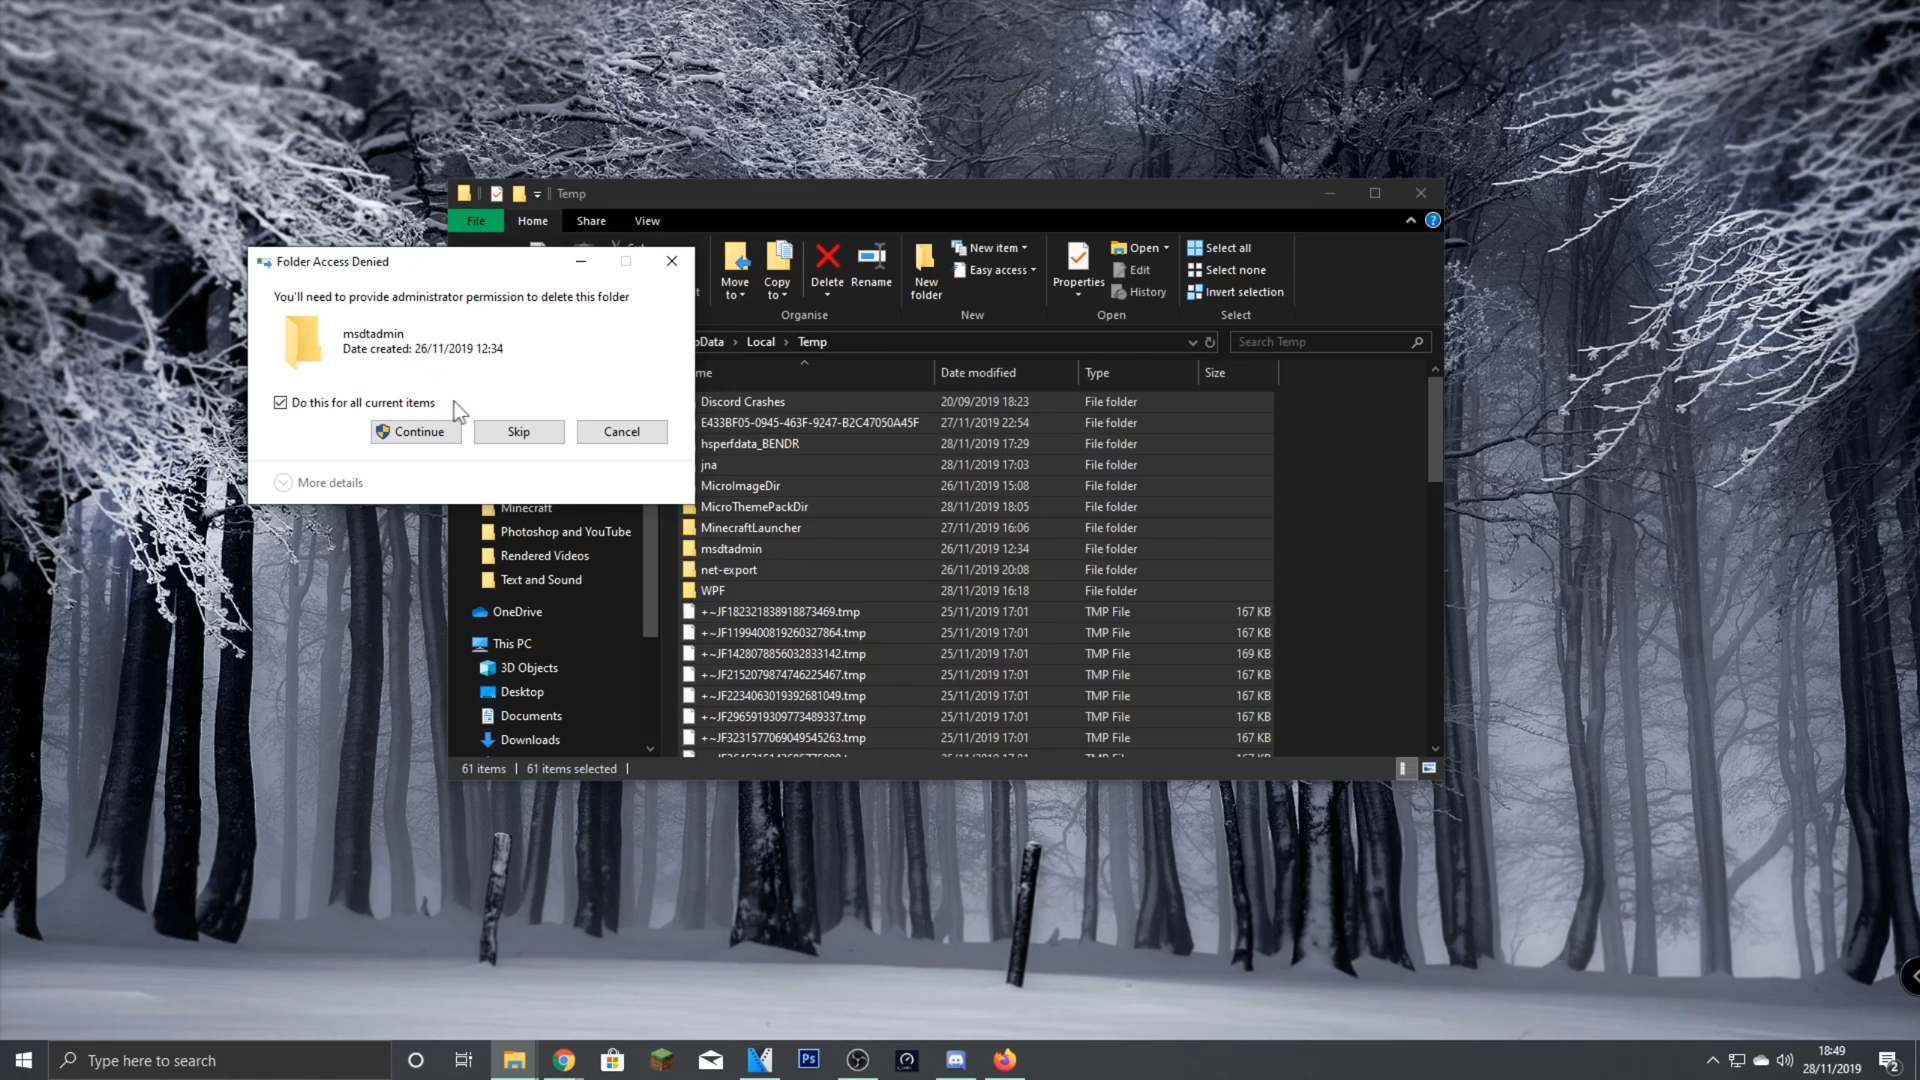 Temp
File
Home
Share
View
Move to
Copy to
Delete
Rename
New folder
New item
Easy access
Properties
Open
Edit
History
Select all
Select none
Invert selection
Organise
New
Open
Select
Folder Access Denied
You'll need to provide administrator permission to delete this folder
msdtadmin
Date created: 26/11/2019 12:34
Do this for all current items
Continue
Skip
Cancel
More details
Local > Temp
Search Temp
Date modified
Type
Size
Discord Crashes 20/09/2019 18:23 File folder
E433BF05-0945-463F-9247-B2C47050A45F 27/11/2019 22:54 File folder
hsperfdata_BENDR 28/11/2019 17:29 File folder
jna 28/11/2019 17:03 File folder
MicroImageDir 26/11/2019 15:08 File folder
MicroThemePackDir 28/11/2019 18:05 File folder
MinecraftLauncher 27/11/2019 16:06 File folder
msdtadmin 26/11/2019 12:34 File folder
net-export 26/11/2019 20:08 File folder
WPF 28/11/2019 16:18 File folder
+~JF182321838918873469.tmp 25/11/2019 17:01 TMP File 167 KB
+~JF1199400819260327864.tmp 25/11/2019 17:01 TMP File 167 KB
+~JF1428078856032833142.tmp 25/11/2019 17:01 TMP File 169 KB
+~JF2152079874746225467.tmp 25/11/2019 17:01 TMP File 167 KB
+~JF2234063019392681049.tmp 25/11/2019 17:01 TMP File 167 KB
+~JF2965919309773489337.tmp 25/11/2019 17:01 TMP File 167 KB
+~JF3231577069049545263.tmp 25/11/2019 17:01 TMP File 167 KB
Minecraft
Photoshop and YouTube
Rendered Videos
Text and Sound
OneDrive
This PC
3D Objects
Desktop
Documents
Downloads
61 items
61 items selected
Type here to search
Ps
18:49
28/11/2019
2